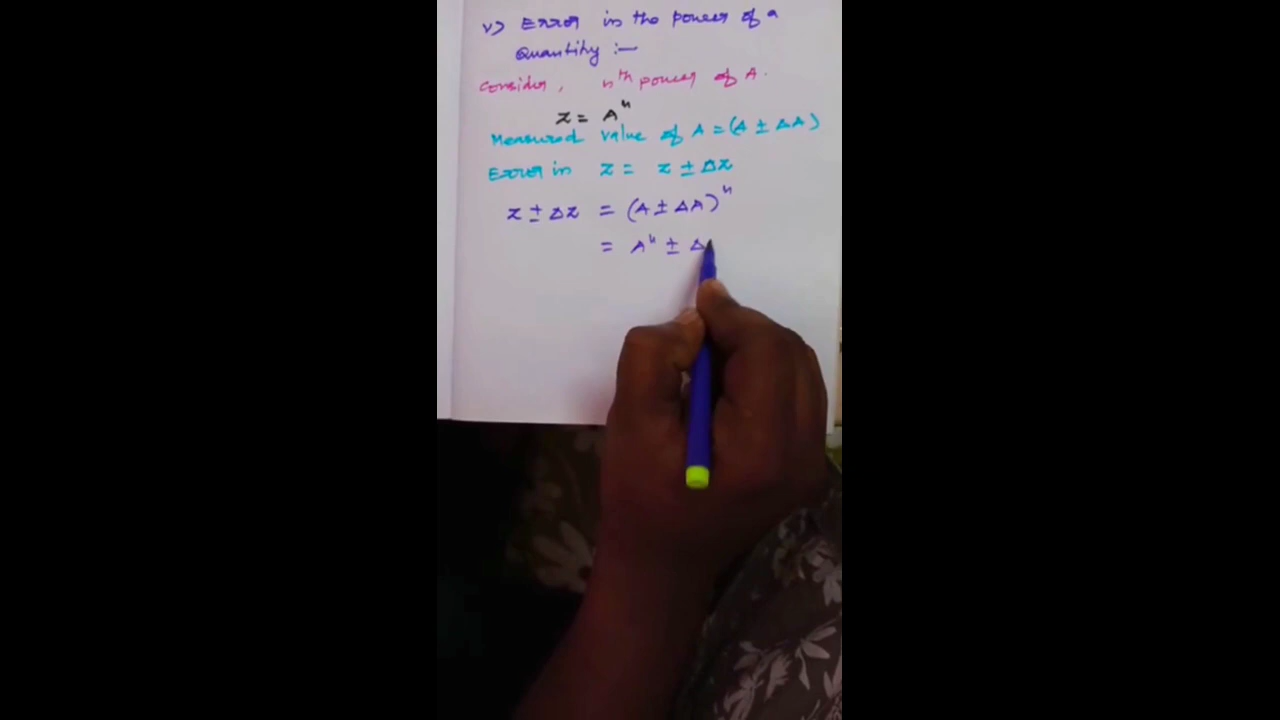 v) Error in the power of a
Quantity :-
Consider, nth power of A.
Z = Aⁿ
Measured value of A = (A ± ΔA)
Error in Z = Z ± ΔZ
Z ± ΔZ = (A ± ΔA)ⁿ
= Aⁿ ± Δ